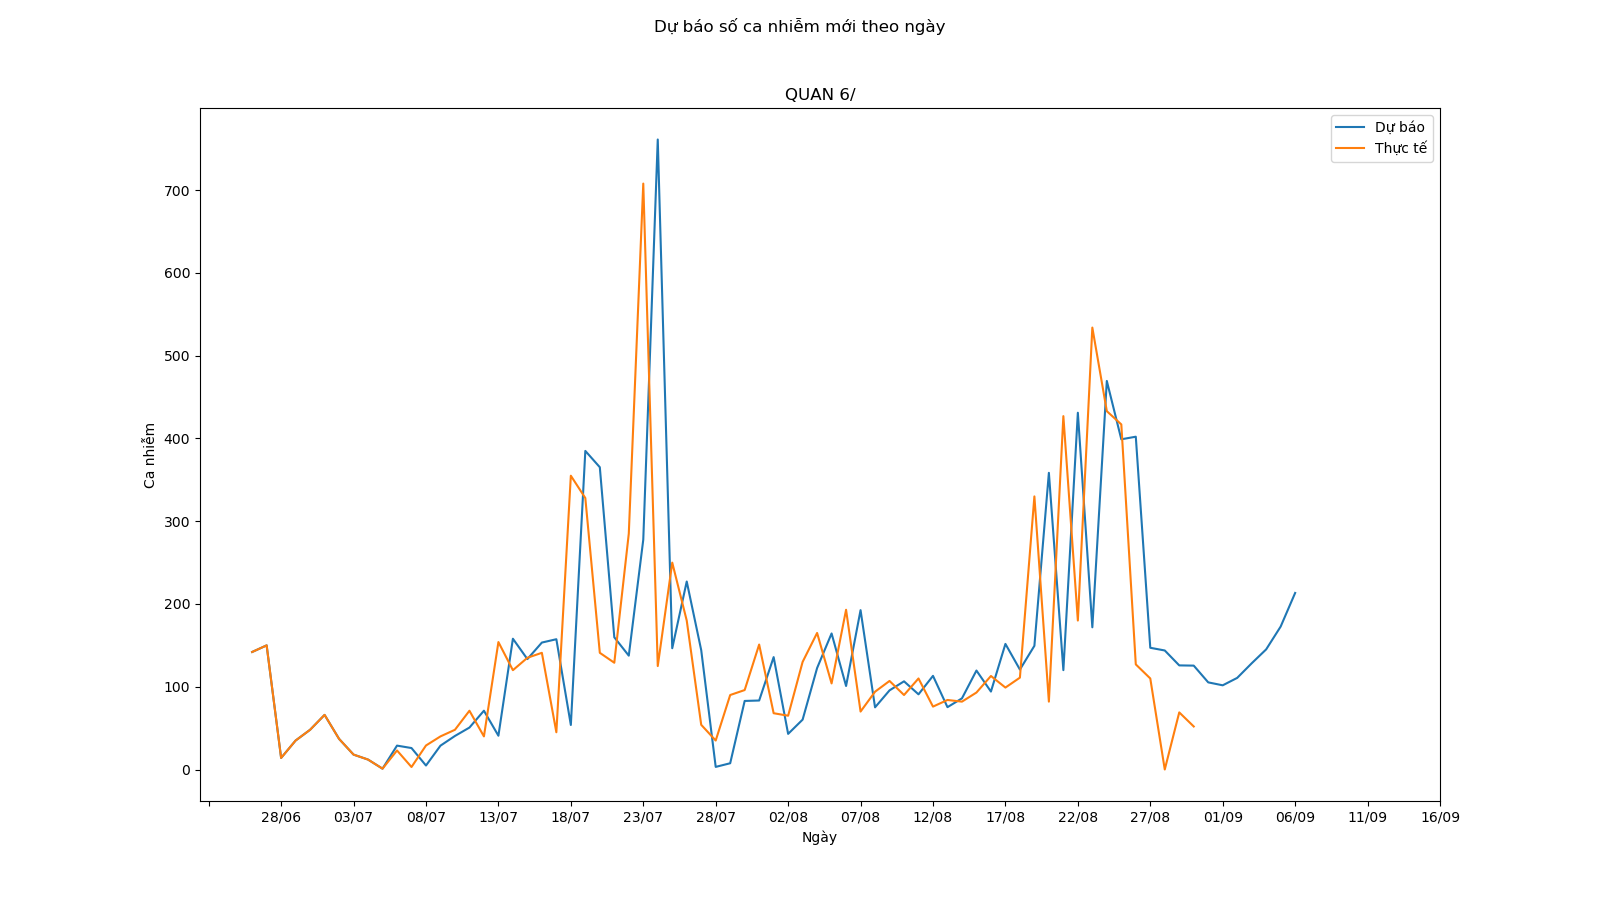 Dự báo số ca nhiễm mới theo ngày
QUAN 6/
Dự báo
Thực tế
700
600
500
400
300
200
100
0
Ca nhiễm
28/06 03/07 08/07 13/07 18/07 23/07 28/07 02/08 07/08 12/08 17/08 22/08 27/08 01/09 06/09 11/09 16/09
Ngày